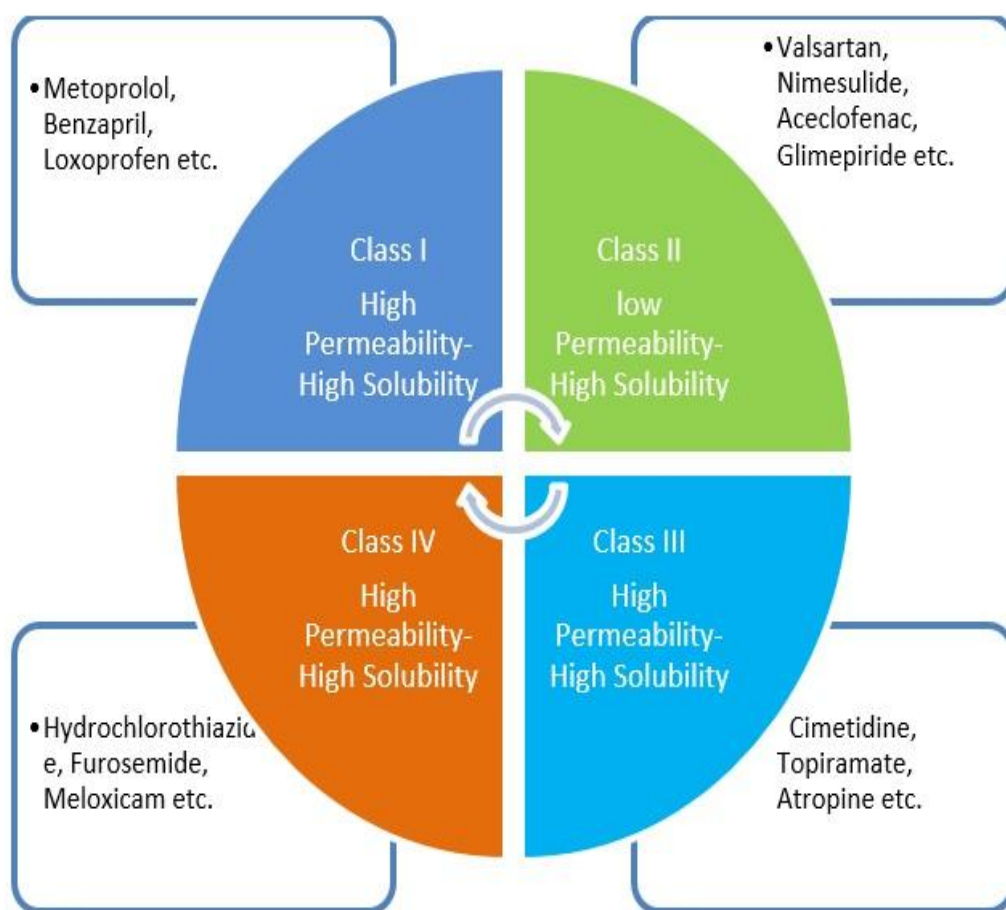 •Metoprolol,
Benzapril,
Loxoprofen etc.
•Valsartan,
Nimesulide,
Aceclofenac,
Glimepiride etc.
Class I
High
Permeability-
High Solubility
Class II
low
Permeability-
High Solubility
Class IV
High
Permeability-
High Solubility
Class III
High
Permeability-
High Solubility
•Hydrochlorothiazid
e, Furosemide,
Meloxicam etc.
Cimetidine,
Topiramate,
Atropine etc.